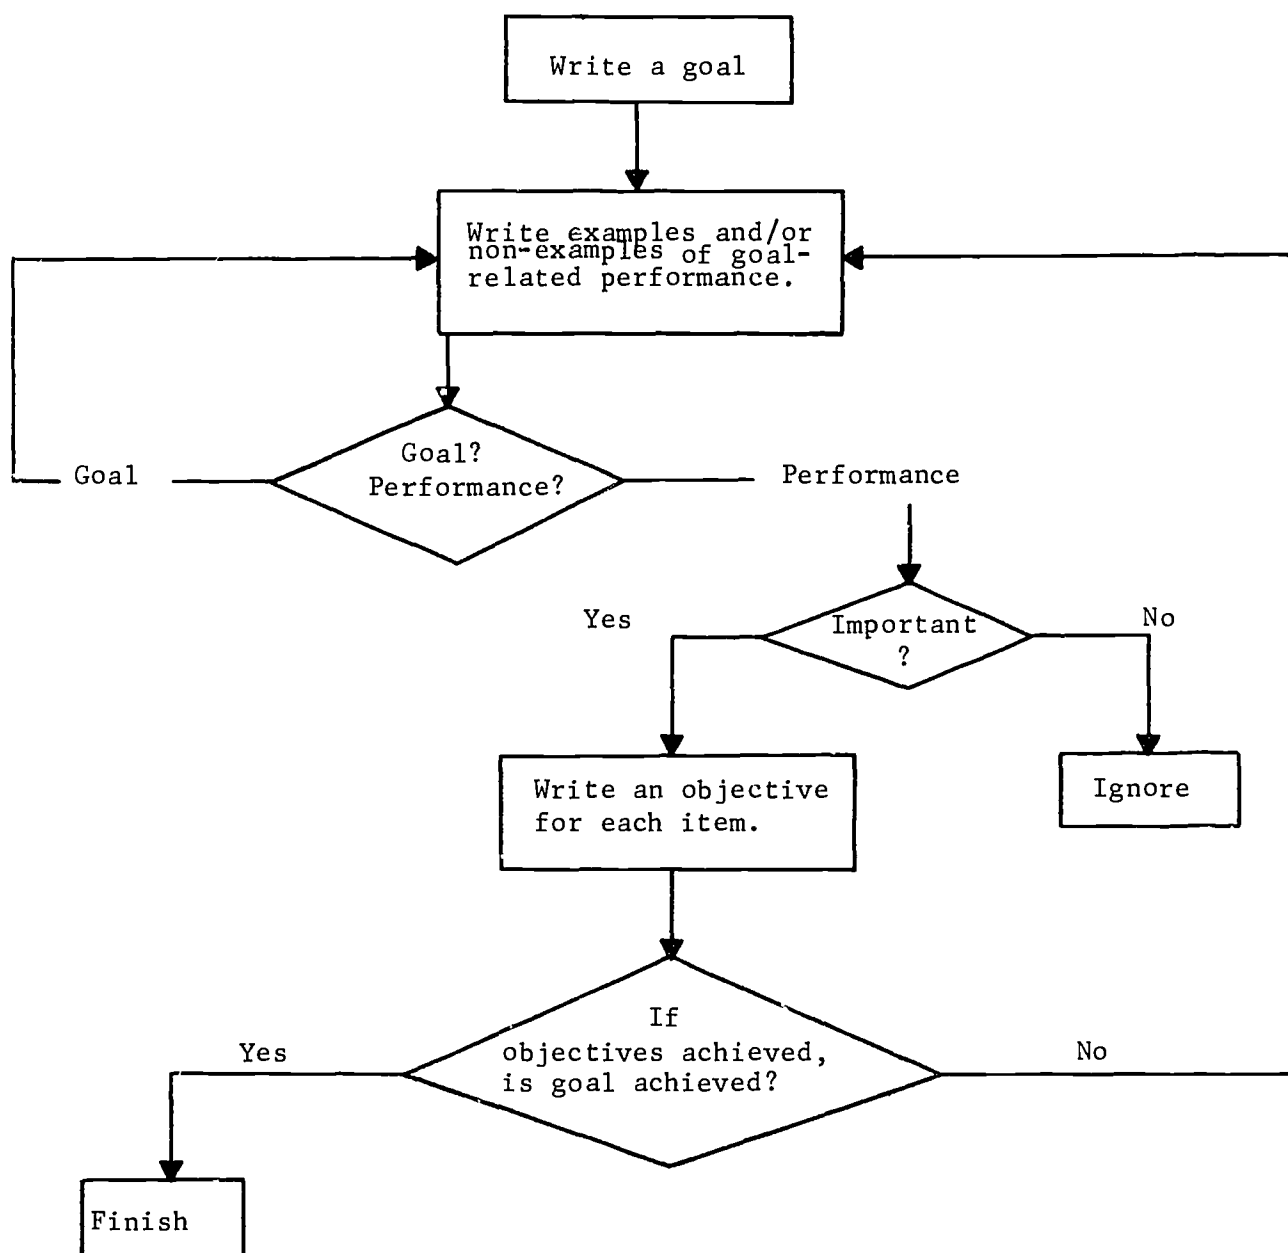 Write a goal
Write examples and/or
non-examples of goal-
related performance.
Goal?
Performance?
Goal
Performance
Yes
Important
?
No
Write an objective
for each item.
Ignore
If
objectives achieved,
is goal achieved?
Yes
No
Finish